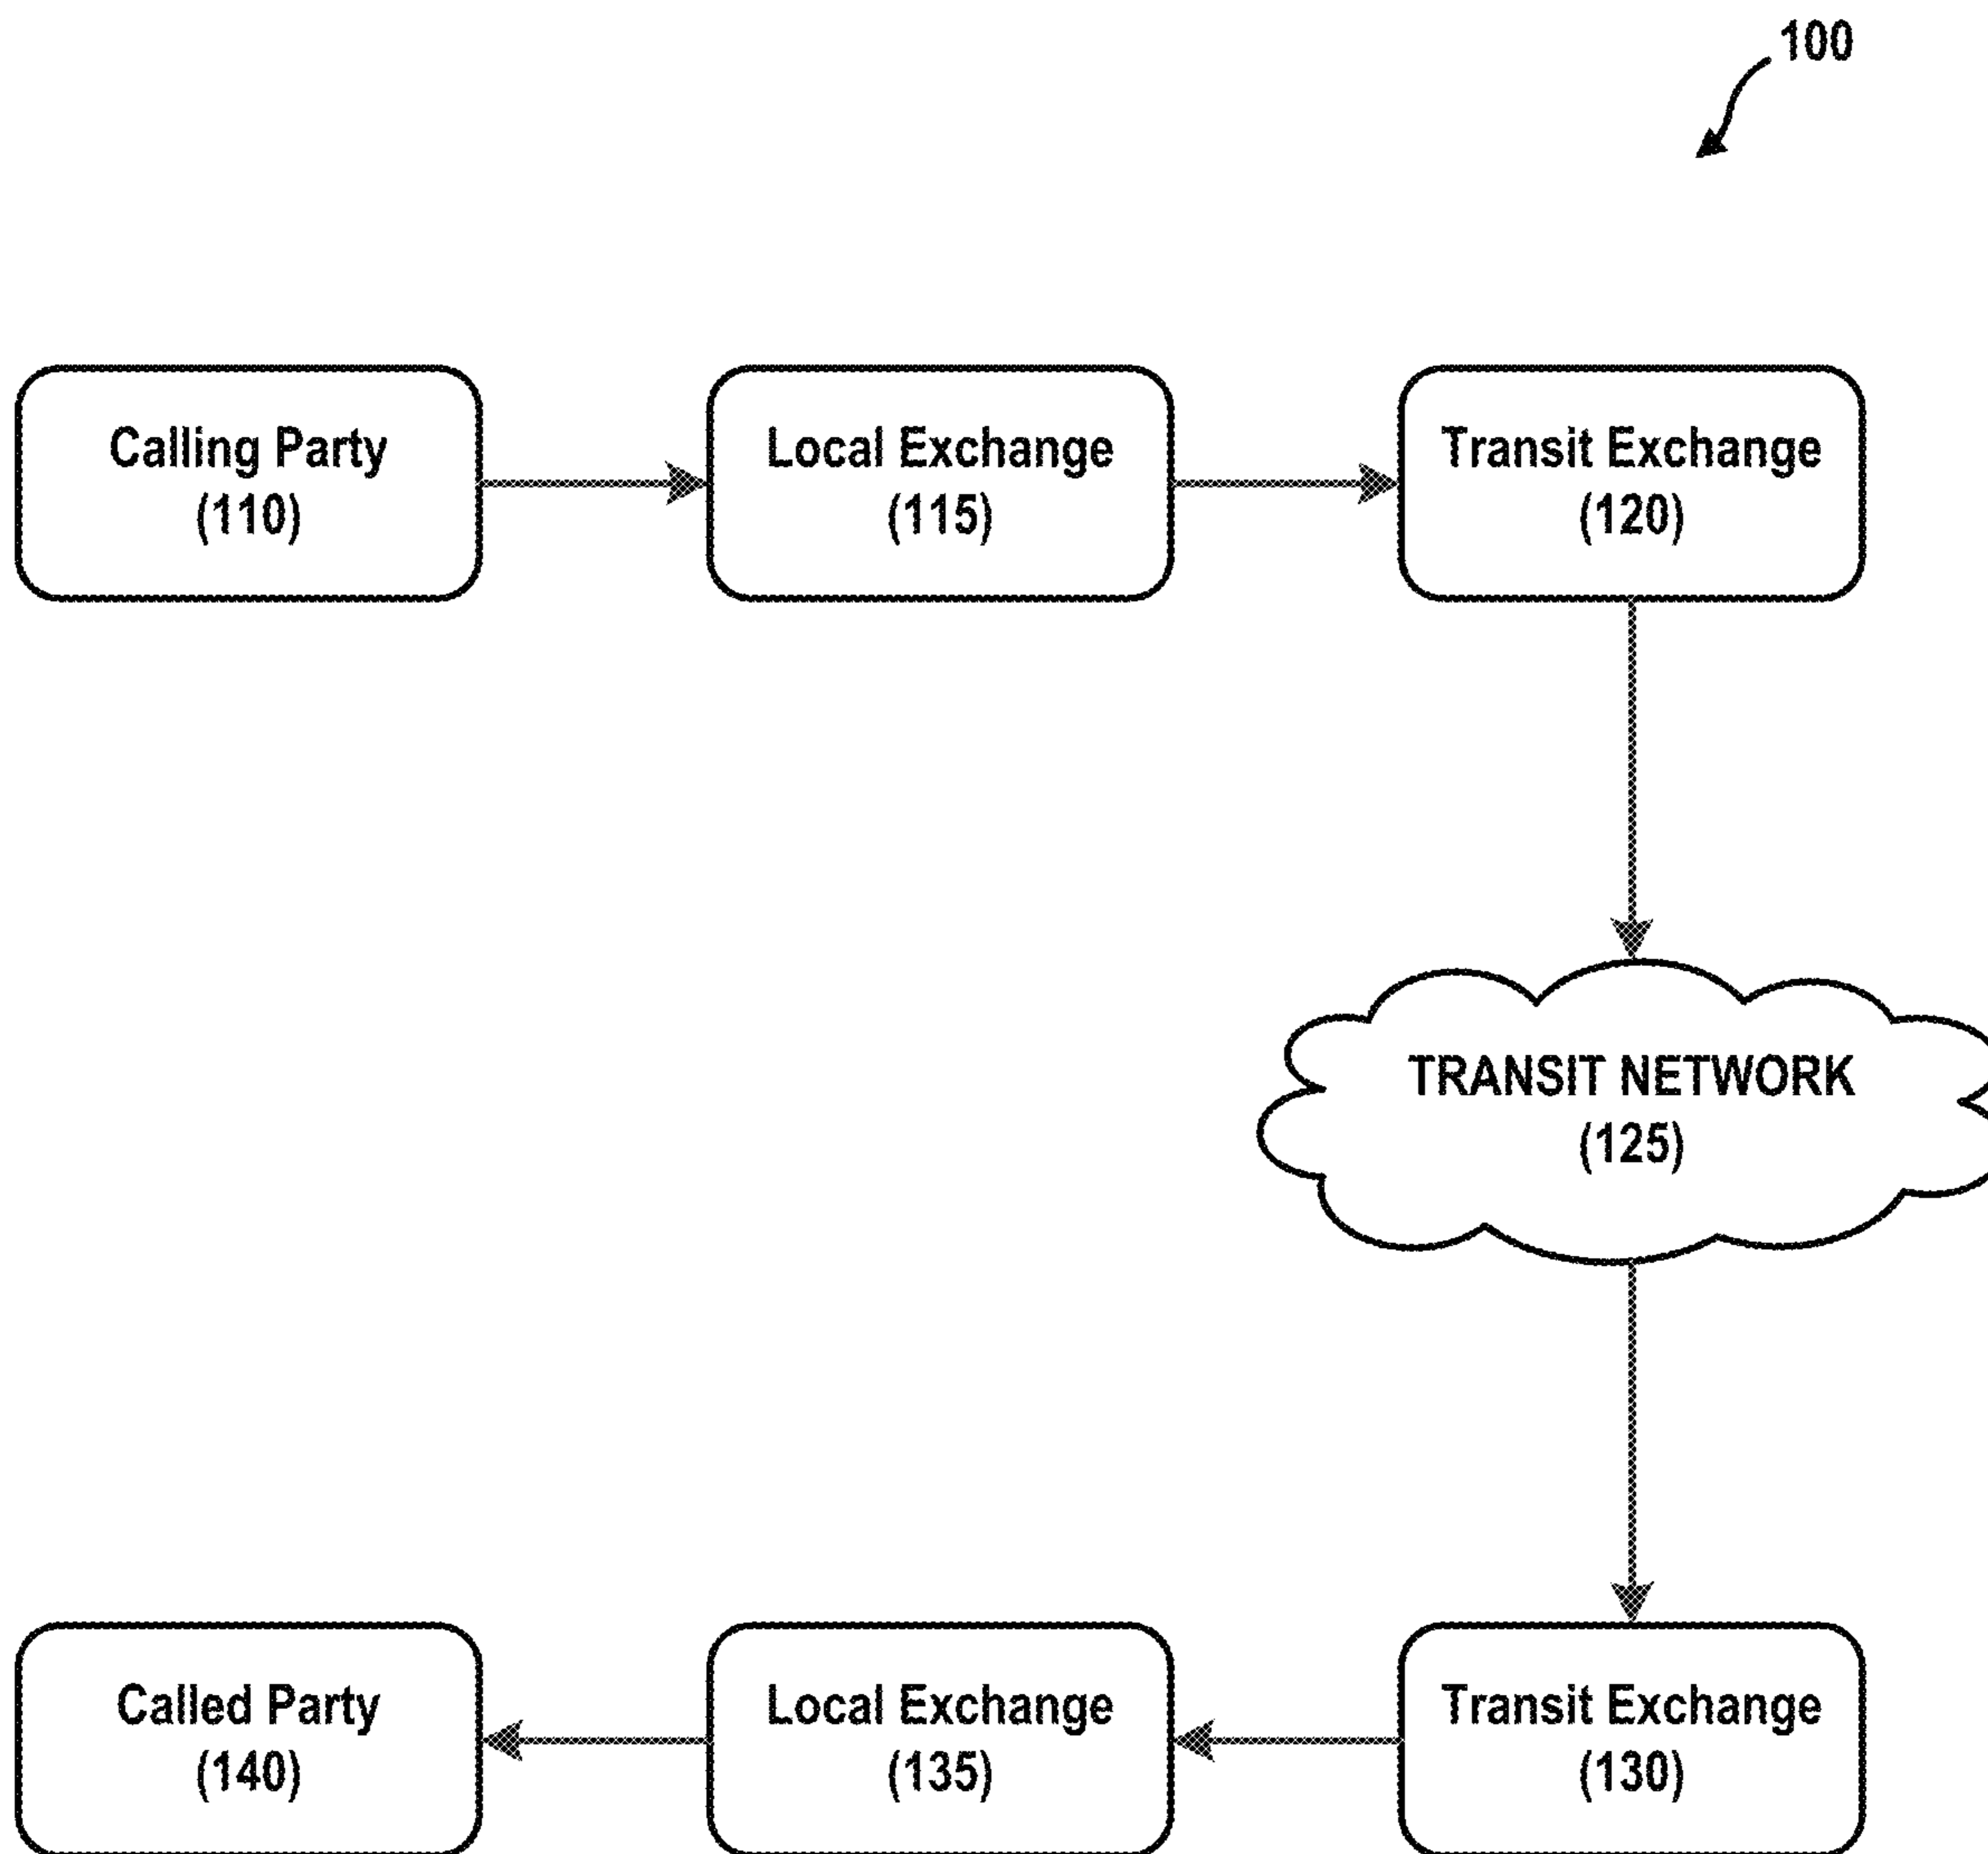 100
Calling Party
(110)
Local Exchange
(115)
Transit Exchange
(120)
TRANSIT NETWORK
(125)
Called Party
(140)
Local Exchange
(135)
Transit Exchange
(130)